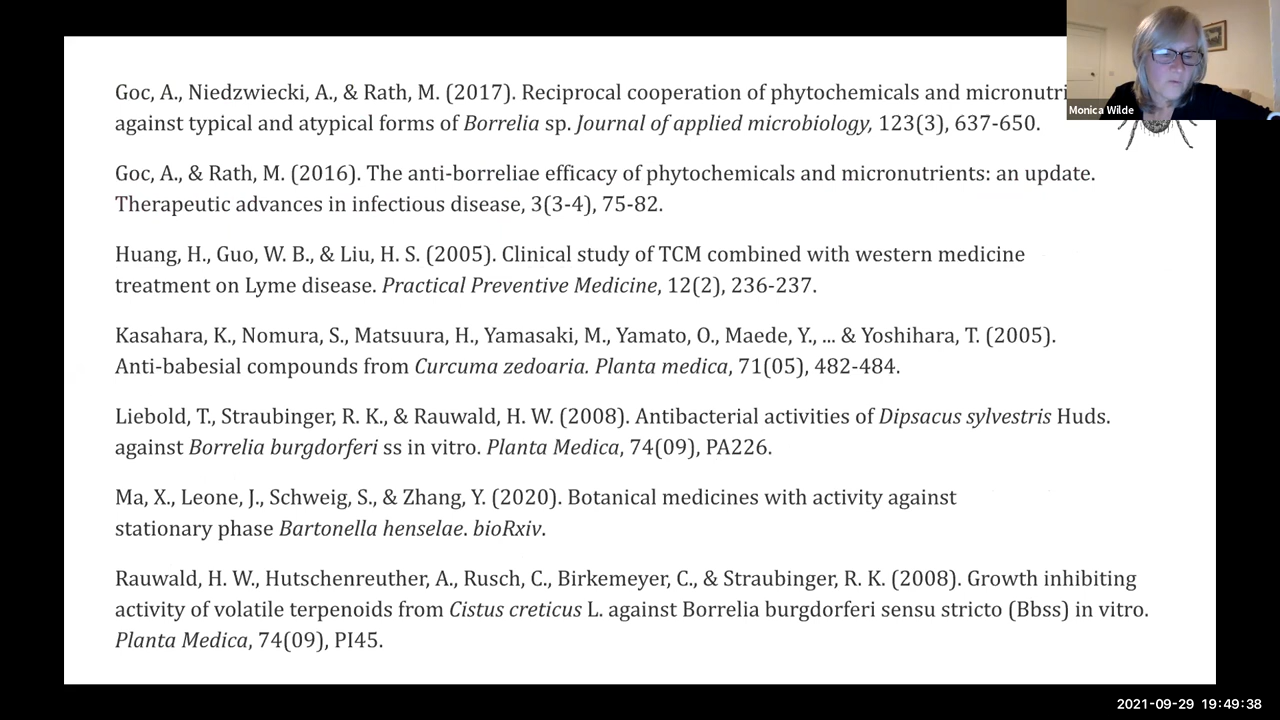 Goc, A., Niedzwiecki, A., & Rath, M. (2017). Reciprocal cooperation of phytochemicals and
against typical and atypical forms of Borrelia sp. Journal of applied microbiology, 123(3), 637-650.
Goc, A., & Rath, M. (2016). The anti-borreliae efficacy of phytochemicals and micronutrients: an update.
Therapeutic advances in infectious disease, 3(3-4), 75-82.
Huang, H., Guo, W. B., & Liu, H. S. (2005). Clinical study of TCM combined with western medicine
treatment on Lyme disease. Practical Preventive Medicine, 12(2), 236-237.
Kasahara, K., Nomura, S., Matsuura, H., Yamasaki, M., Yamato, O., Maede, Y., ... & Yoshihara, T. (2005).
Anti-babesial compounds from Curcuma zedoaria. Planta medica, 71(05), 482-484.
Liebold, T., Straubinger, R. K., & Rauwald, H. W. (2008). Antibacterial activities of Dipsacus sylvestris Huds.
against Borrelia burgdorferi ss in vitro. Planta Medica, 74(09), PA226.
Ma, X., Leone, J., Schweig, S., & Zhang, Y. (2020). Botanical medicines with activity against
stationary phase Bartonella henselae. bioRxiv.
Rauwald, H. W., Hutschenreuther, A., Rusch, C., Birkemeyer, C., & Straubinger, R. K. (2008). Growth inhibiting
activity of volatile terpenoids from Cistus creticus L. against Borrelia burgdorferi sensu stricto (Bbss) in vitro.
Planta Medica, 74(09), PI45.
Monica Wilde
2021-09-29 19:49:38